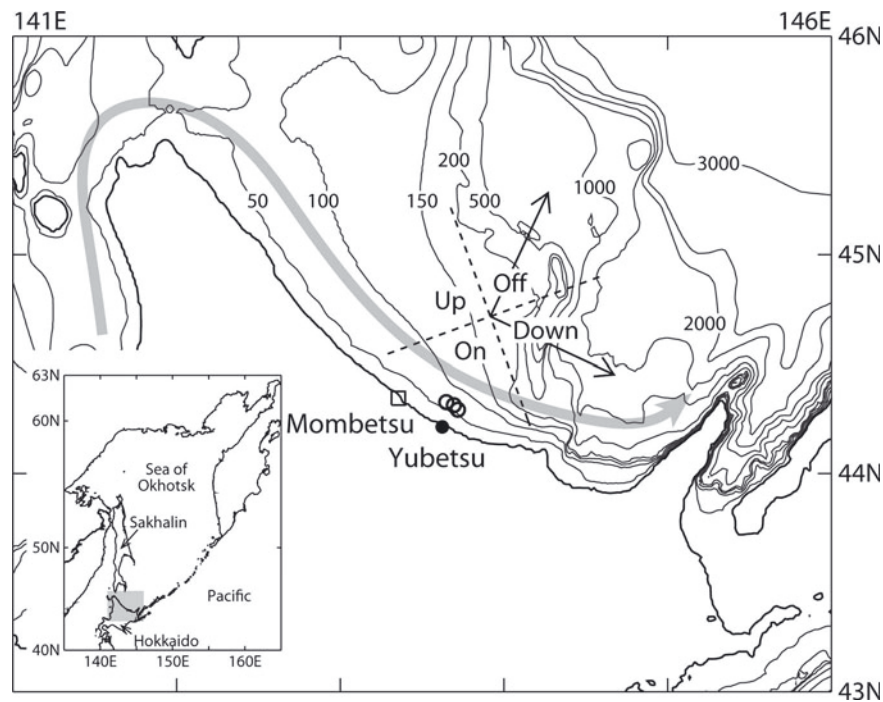 141E
146E
46N
3000
200
1000
50
100
150
500
45N
Off
Up
2000
Down
On
63N
60N
Mombetsu
Yubetsu
44N
Sea of
Okhotsk
Sakhalin
50N
Pacific
Hokkaido
40N
140E
150E
160E
43N